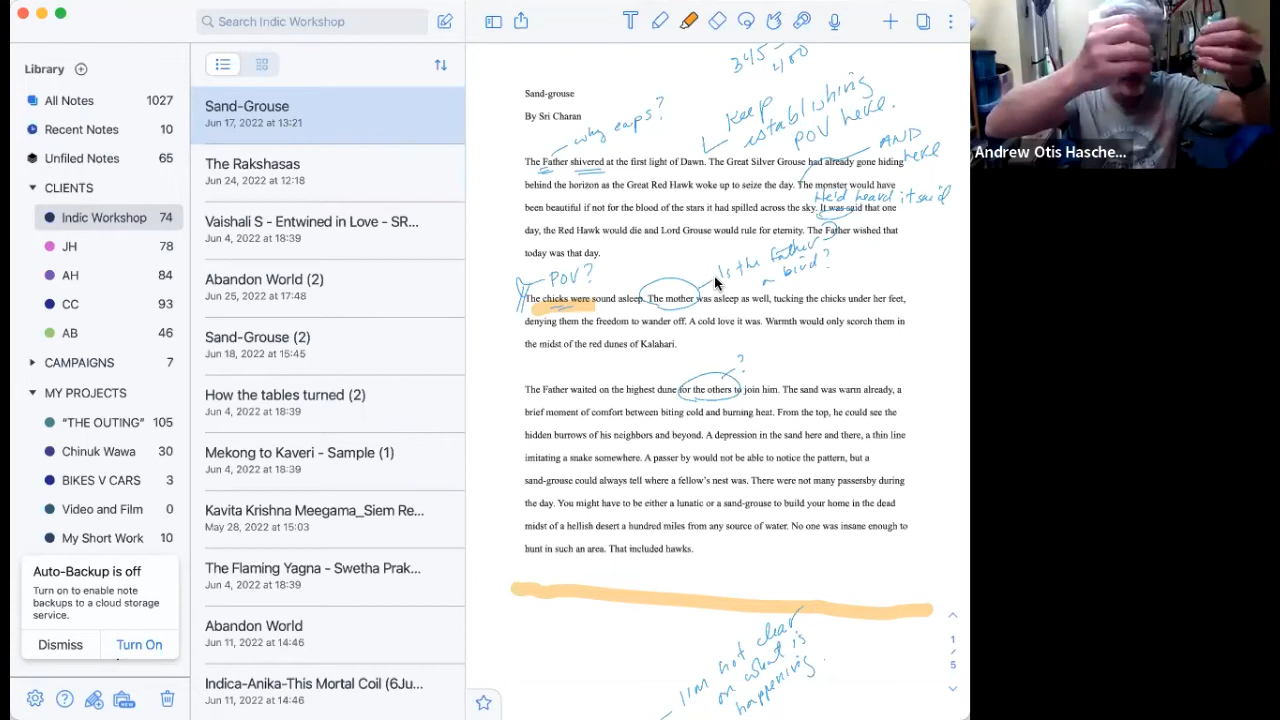 Search Indic Workshop
Library
All Notes 1027
Recent Notes 10
Unfiled Notes 65
CLIENTS
Indic Workshop 74
JH 78
AH 84
CC 93
AB 46
CAMPAIGNS 7
MY PROJECTS
"THE OUTING" 105
Chinuk Wawa 30
BIKES V CARS 3
Video and Film 0
My Short Work 10
Auto-Backup is off
Turn on to enable note
backups to a cloud storage
service.
Dismiss Turn On
Sand-Grouse
Jun 17, 2022 at 13:21
The Rakshasas
Jun 24, 2022 at 12:18
Vaishali S - Entwined in Love - SR...
Jun 4, 2022 at 18:39
Abandon World (2)
Jun 25, 2022 at 17:48
Sand-Grouse (2)
Jun 18, 2022 at 15:45
How the tables turned (2)
Jun 4, 2022 at 18:39
Mekong to Kaveri - Sample (1)
Jun 4, 2022 at 18:39
Kavita Krishna Meegama_Siem Re...
May 28, 2022 at 15:03
The Flaming Yagna - Swetha Prak...
Jun 4, 2022 at 18:39
Abandon World
Jun 11, 2022 at 14:46
Indica-Anika-This Mortal Coil (6Ju...
Jun 4, 2022 at 18:39
345-
400
Sand-grouse
By Sri Charan
why caps?
Keep
establishing
POV here.
AND
here
The Father shivered at the first light of Dawn. The Great Silver Grouse had already gone hiding
behind the horizon as the Great Red Hawk woke up to seize the day. The monster would have
He'd heard it said
been beautiful if not for the blood of the stars it had spilled across the sky. It was said that one
day, the Red Hawk would die and Lord Grouse would rule for eternity. The Father wished that
today was that day.
POV?
Is the Father
a bird?
The chicks were sound asleep. The mother was asleep as well, tucking the chicks under her feet,
denying them the freedom to wander off. A cold love it was. Warmth would only scorch them in
the midst of the red dunes of Kalahari.
?
The Father waited on the highest dune for the others to join him. The sand was warm already, a
brief moment of comfort between biting cold and burning heat. From the top, he could see the
hidden burrows of his neighbors and beyond. A depression in the sand here and there, a thin line
imitating a snake somewhere. A passer by would not be able to notice the pattern, but a
sand-grouse could always tell where a fellow's nest was. There were not many passersby during
the day. You might have to be either a lunatic or a sand-grouse to build your home in the dead
midst of a hellish desert a hundred miles from any source of water. No one was insane enough to
hunt in such an area. That included hawks.
I'm not clear
on what is
happening.
1
/
5
Andrew Otis Hasche...